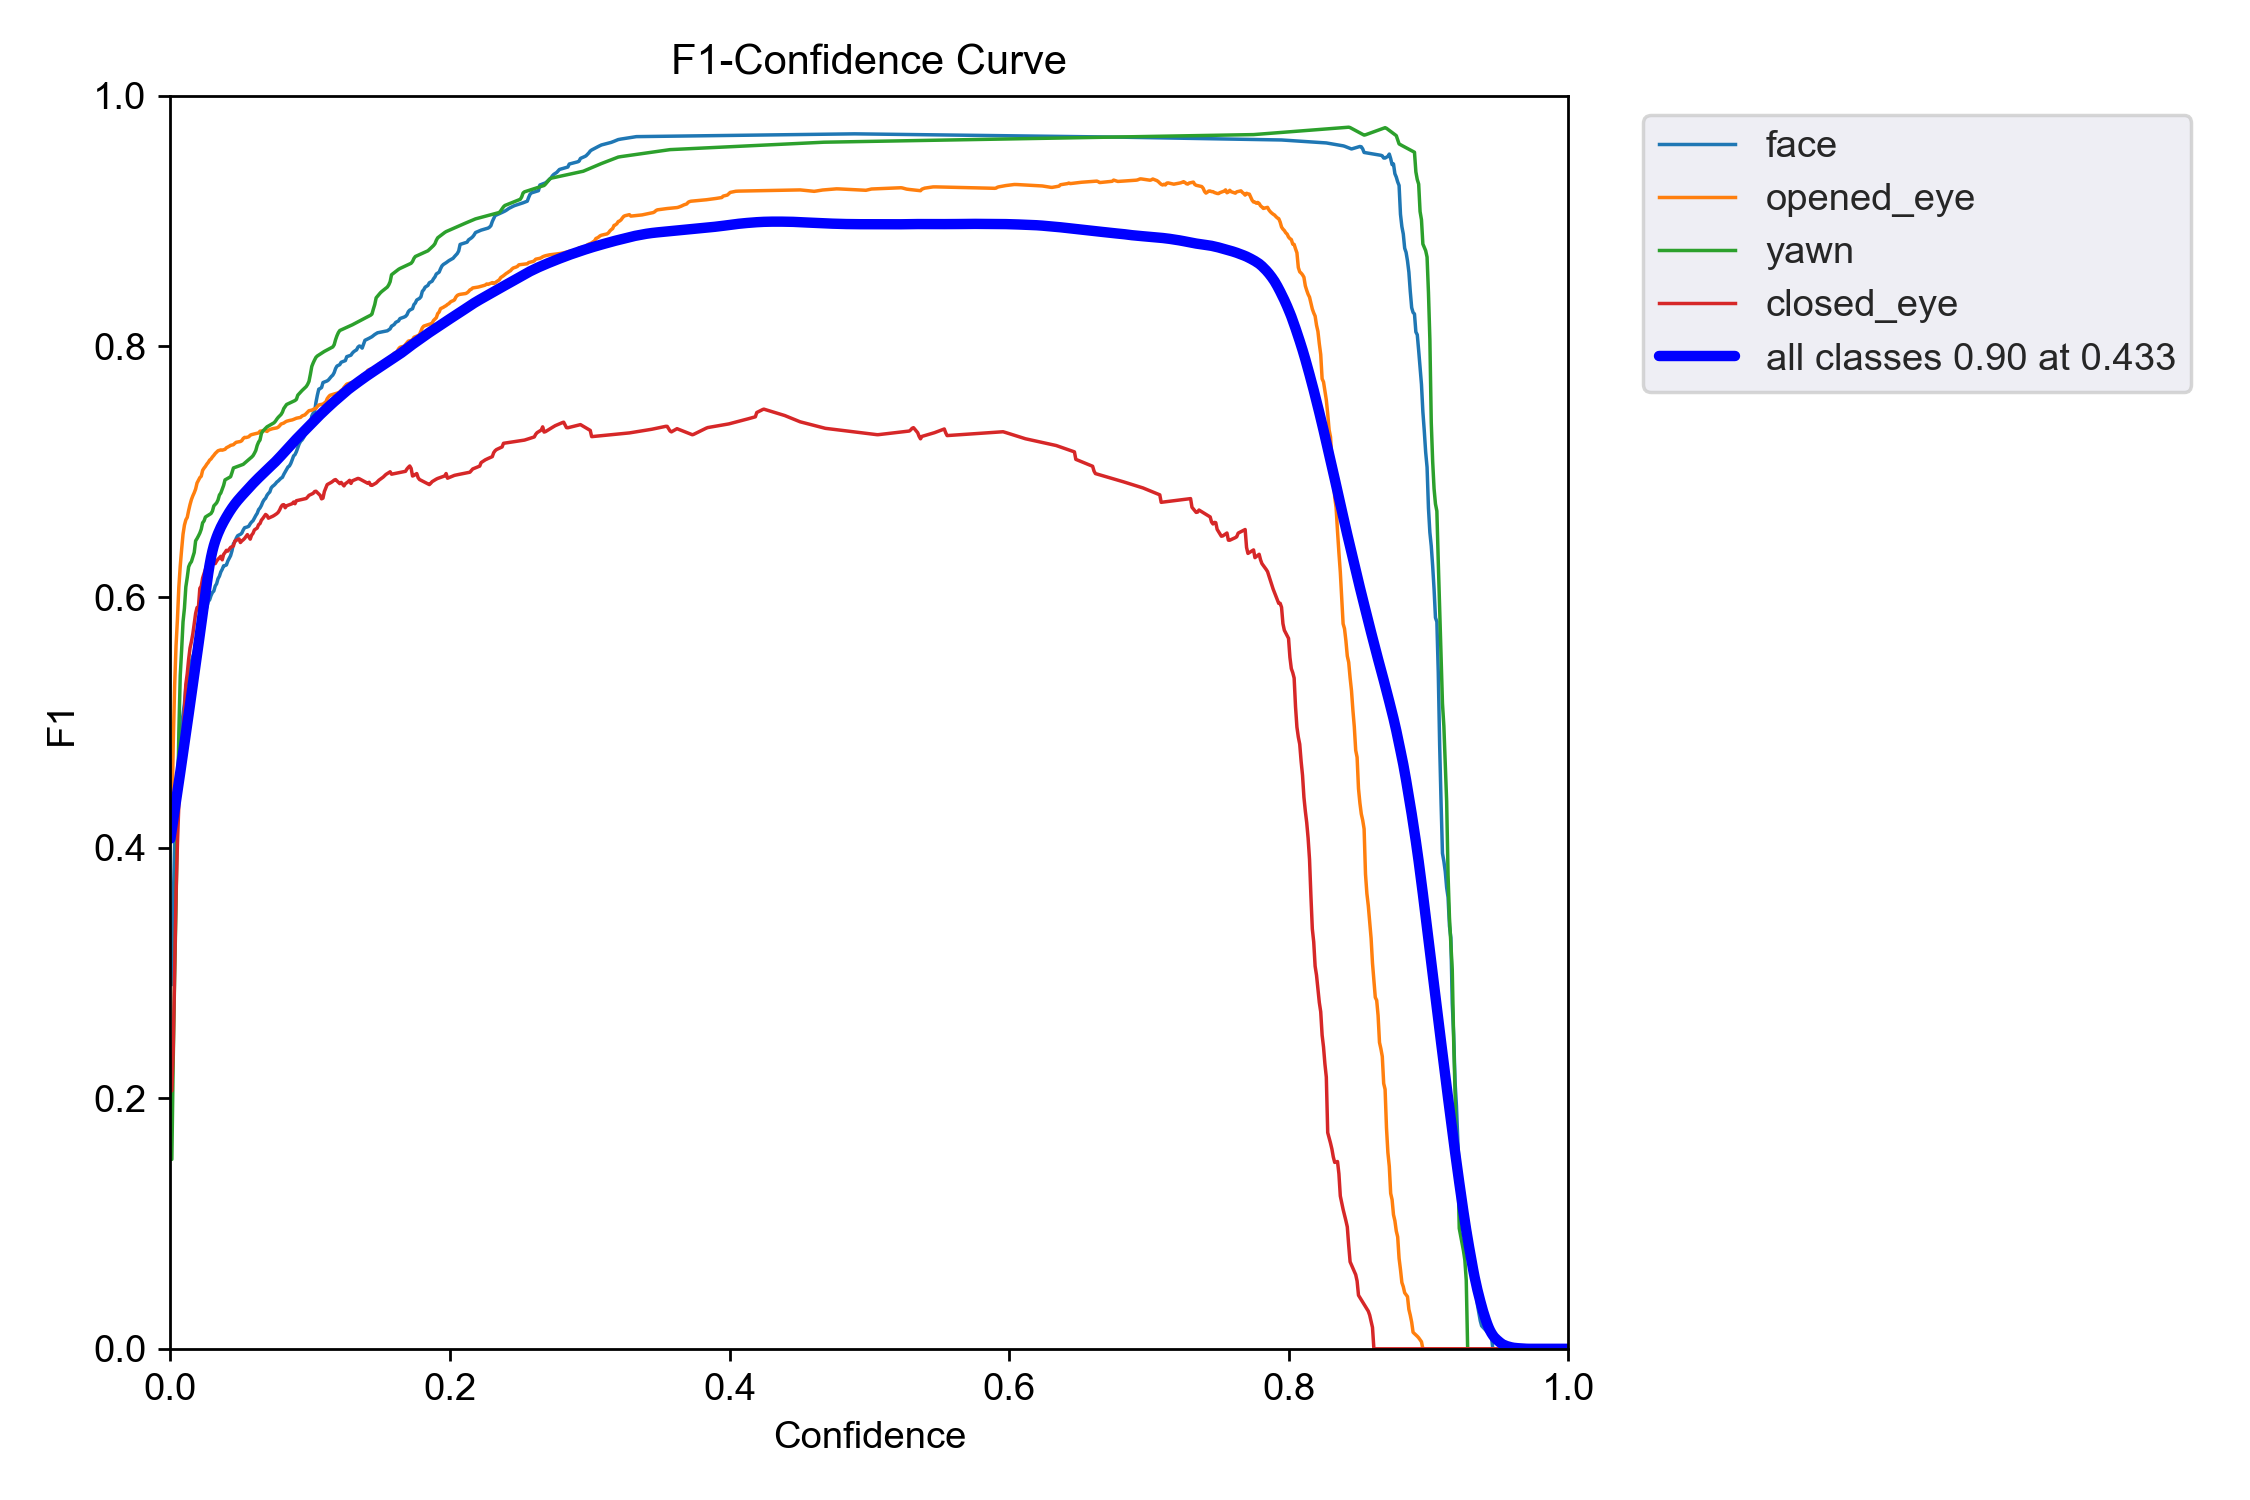 F1-Confidence Curve
1.0
0.8
0.6
0.4
0.2
0.0
F1
0.0 0.2 0.4 0.6 0.8 1.0
Confidence
face
opened_eye
yawn
closed_eye
all classes 0.90 at 0.433